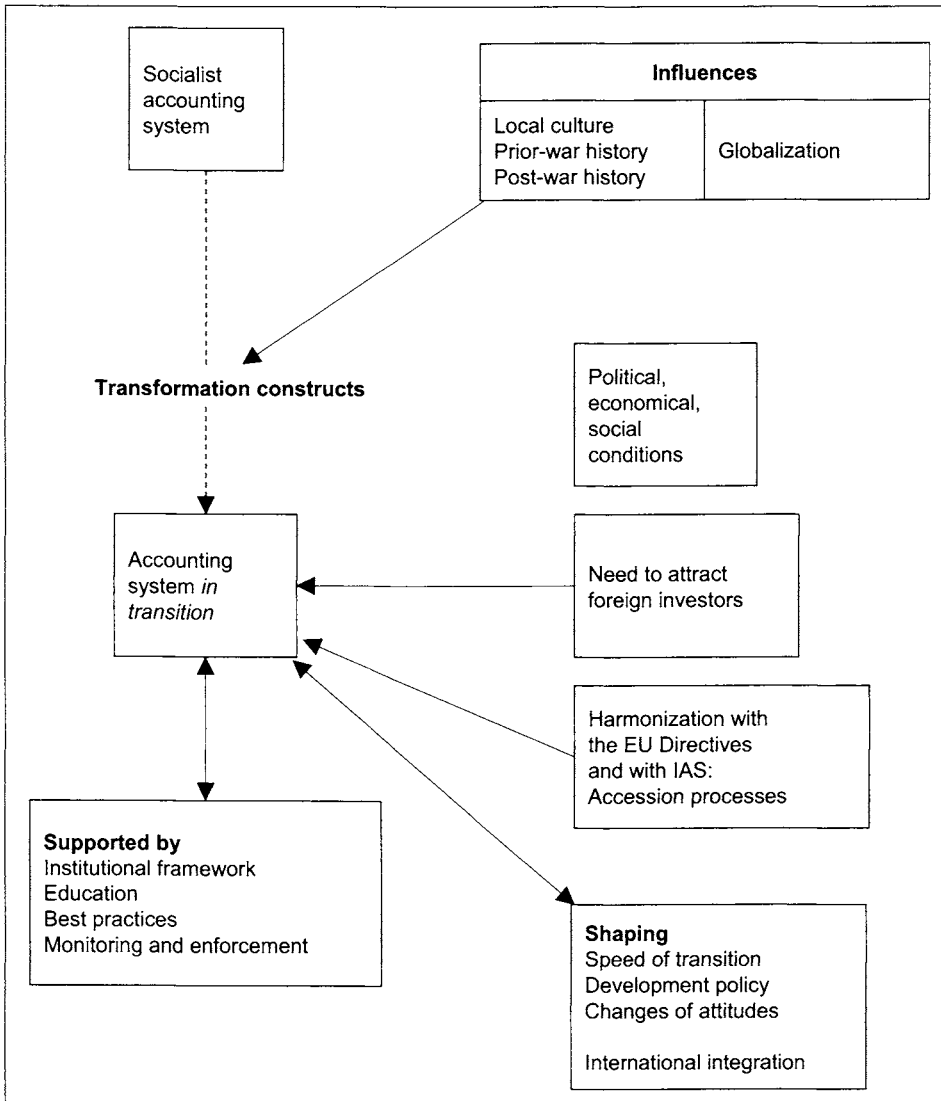 Socialist
accounting
system
Influences
Local culture
Prior-war history
Post-war history
Globalization
Transformation constructs
Political,
economical,
social
conditions
Accounting
system in
transition
Need to attract
foreign investors
Harmonization with
the EU Directives
and with IAS:
Accession processes
Supported by
Institutional framework
Education
Best practices
Monitoring and enforcement
Shaping
Speed of transition
Development policy
Changes of attitudes
International integration